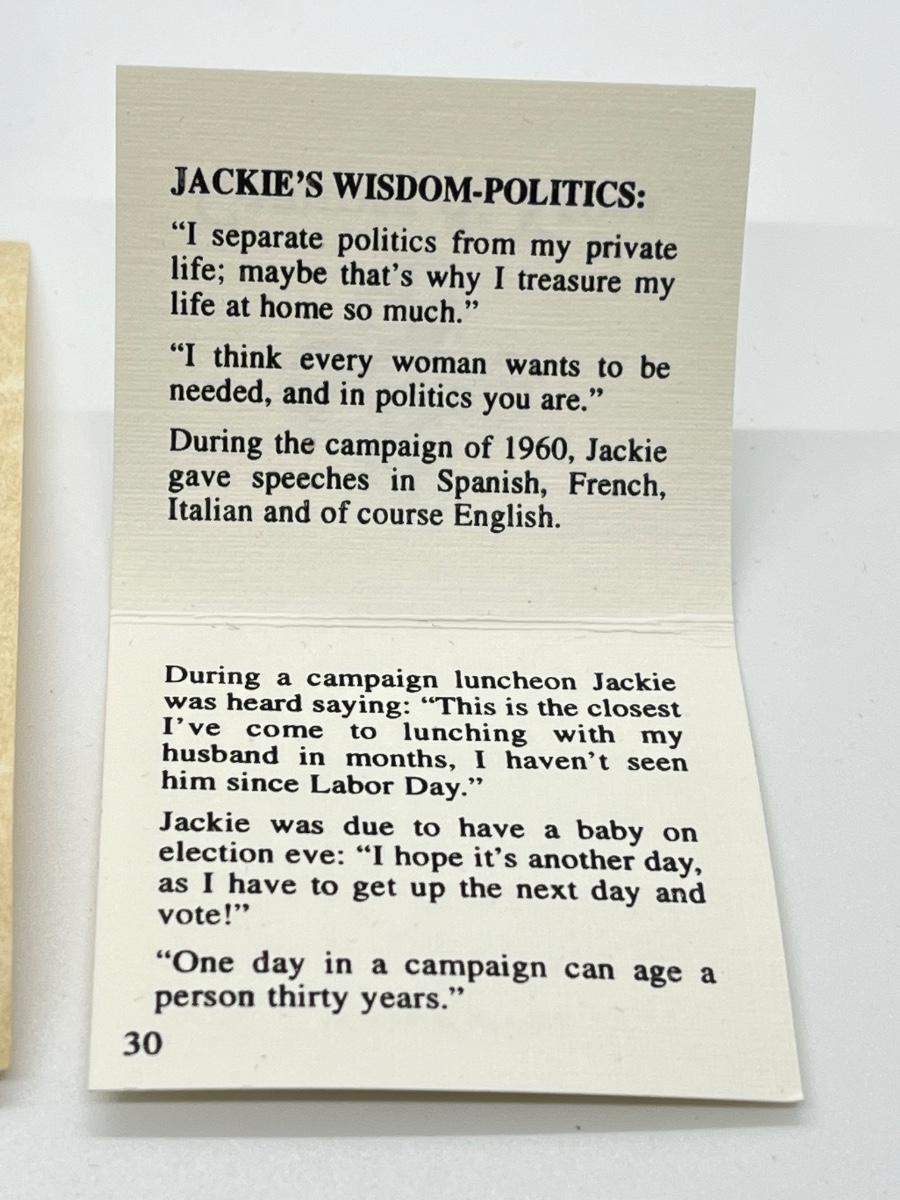 JACKIE'S WISDOM-POLITICS:
“I separate politics from my private
life; maybe that's why I treasure my
life at home so much.”
“I think every woman wants to be
needed, and in politics you are.”
During the campaign of 1960, Jackie
gave speeches in Spanish, French,
Italian and of course English.
During a campaign luncheon Jackie
was heard saying: “This is the closest
I've come to lunching with my
husband in months, I haven't seen
him since Labor Day.”
Jackie was due to have a baby on
election eve: “I hope it's another day,
as I have to get up the next day and
vote!”
“One day in a campaign can age a
person thirty years.”
30